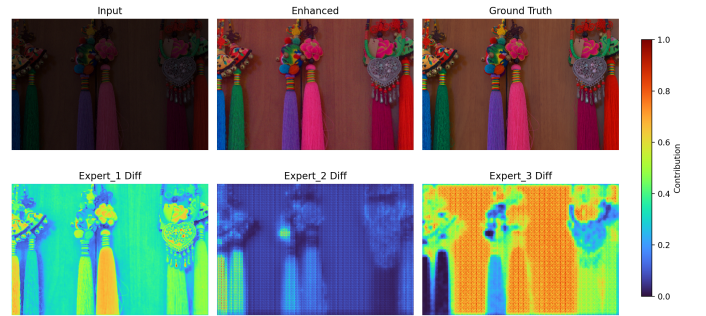 Input
Enhanced
Ground Truth
Expert_1 Diff
Expert_2 Diff
Expert_3 Diff
1.0
0.8
0.6
0.4
0.2
0.0
Contribution